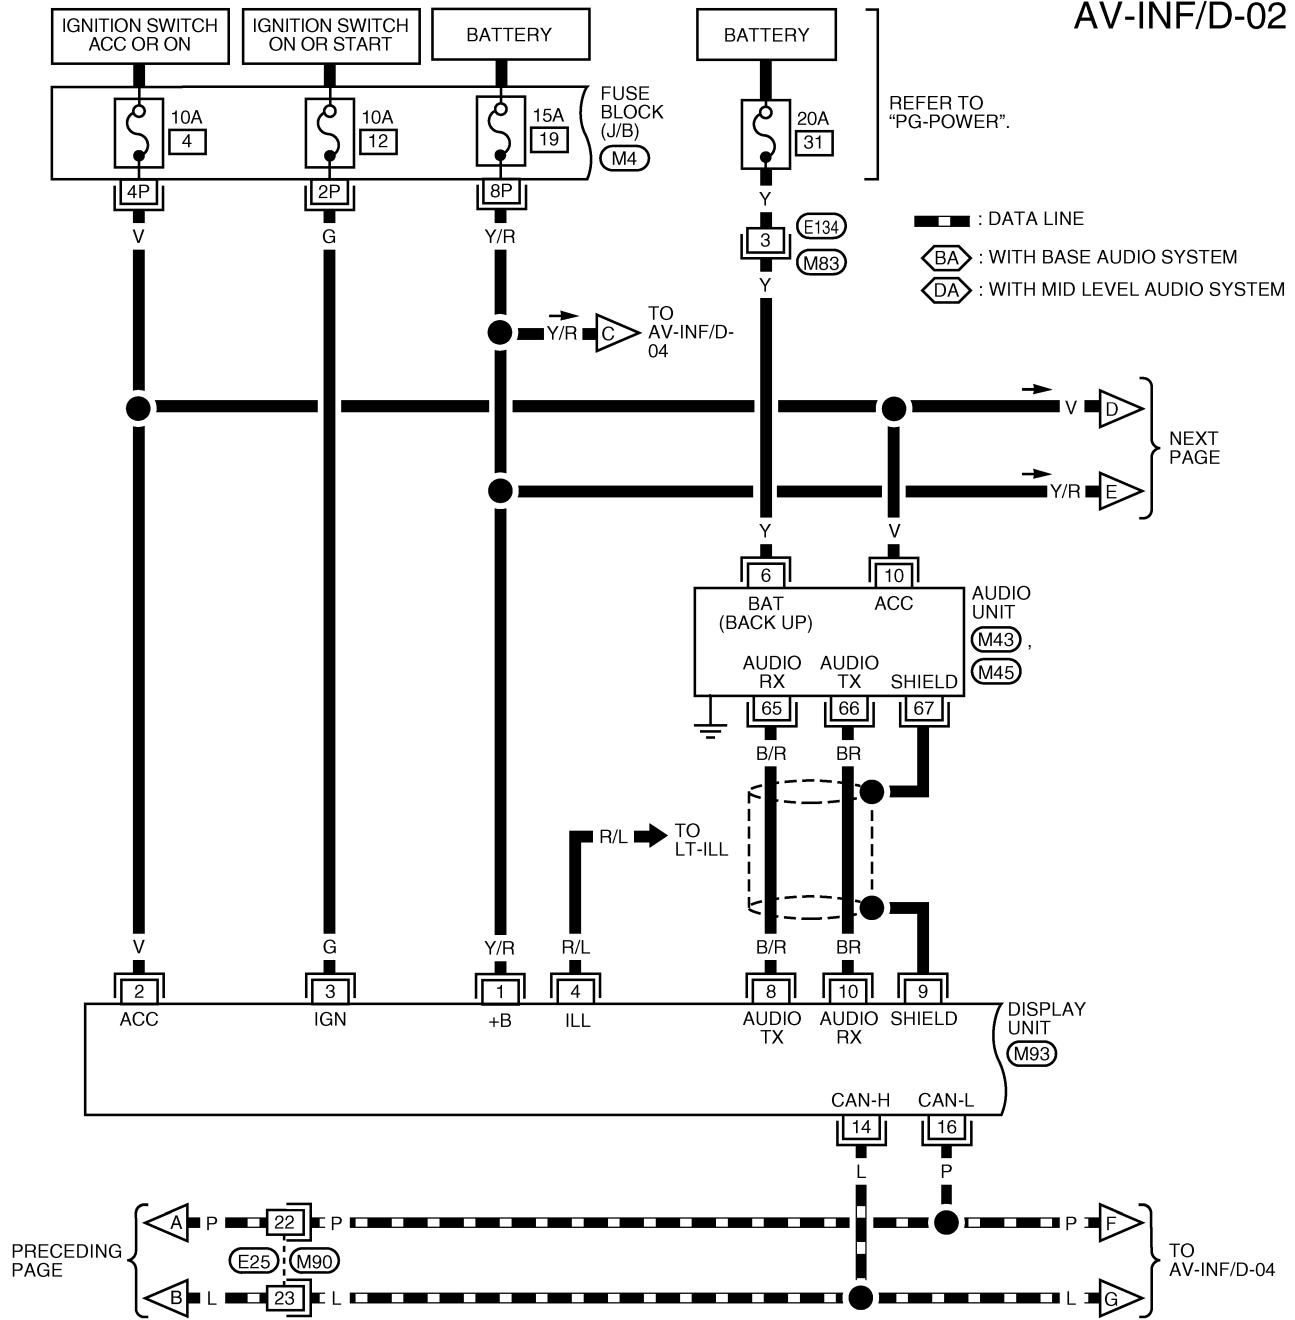 AV-INF/D-02
IGNITION SWITCH
ACC OR ON
IGNITION SWITCH
ON OR START
BATTERY
BATTERY
10A
4
10A
12
15A
19
FUSE
BLOCK
(J/B)
M4
20A
31
REFER TO
“PG-POWER”.
4P
2P
8P
V
G
Y/R
Y
3
E134
M83
Y
: DATA LINE
BA : WITH BASE AUDIO SYSTEM
DA : WITH MID LEVEL AUDIO SYSTEM
Y/R
C
TO
AV-INF/D-
04
V
D
Y/R
E
NEXT
PAGE
Y
V
6
10
BAT
(BACK UP)
ACC
AUDIO
UNIT
M43 ,
M45
AUDIO
RX
AUDIO
TX
SHIELD
65
66
67
B/R
BR
R/L
TO
LT-ILL
V
G
Y/R
R/L
B/R
BR
2
3
1
4
8
10
9
ACC
IGN
+B
ILL
AUDIO
TX
AUDIO
RX
SHIELD
DISPLAY
UNIT
M93
CAN-H
CAN-L
14
16
L
P
PRECEDING
PAGE
A
P
22
P
P
F
E25
M90
B
L
23
L
L
G
TO
AV-INF/D-04